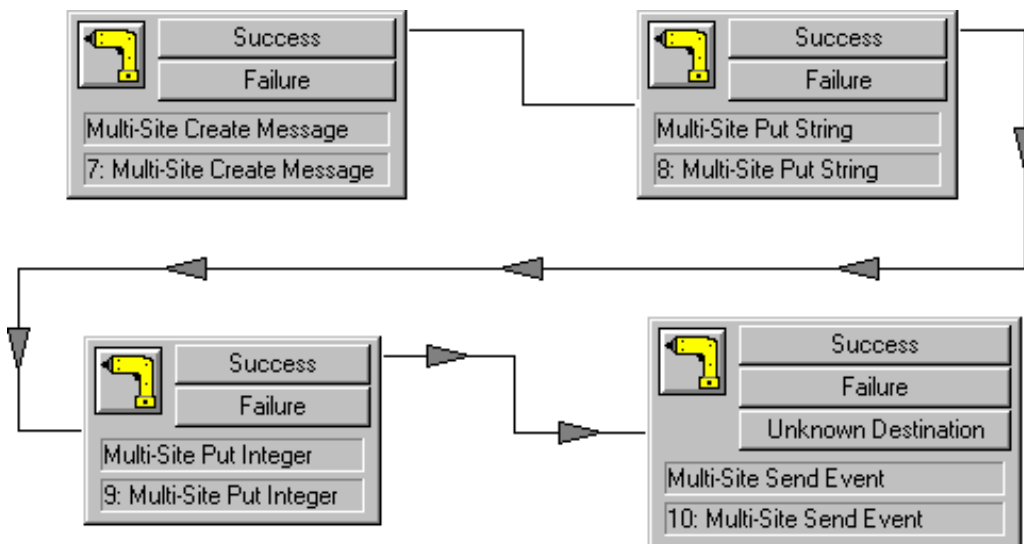 Success
Failure
Multi-Site Create Message
7: Multi-Site Create Message
Success
Failure
Multi-Site Put String
8: Multi-Site Put String
Success
Failure
Multi-Site Put Integer
9: Multi-Site Put Integer
Success
Failure
Unknown Destination
Multi-Site Send Event
10: Multi-Site Send Event